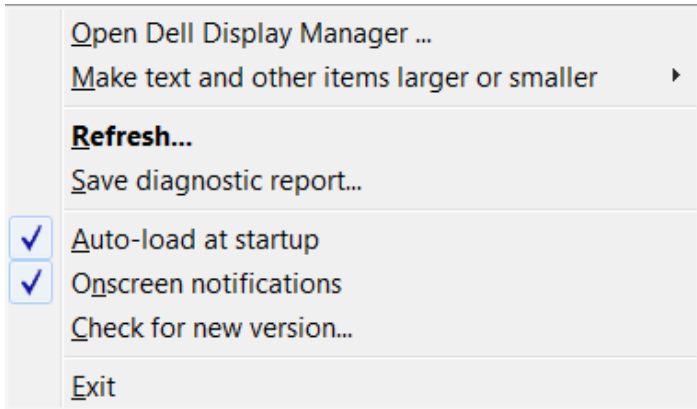 Open Dell Display Manager ...
Make text and other items larger or smaller
Refresh...
Save diagnostic report...
Auto-load at startup
Onscreen notifications
Check for new version...
Exit